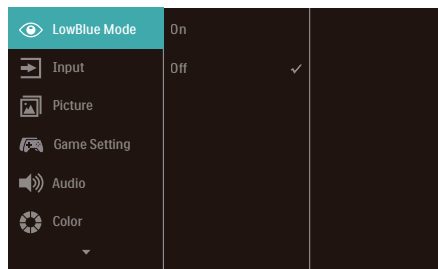 LowBlue Mode
On
Input
Off
Picture
Game Setting
Audio
Color